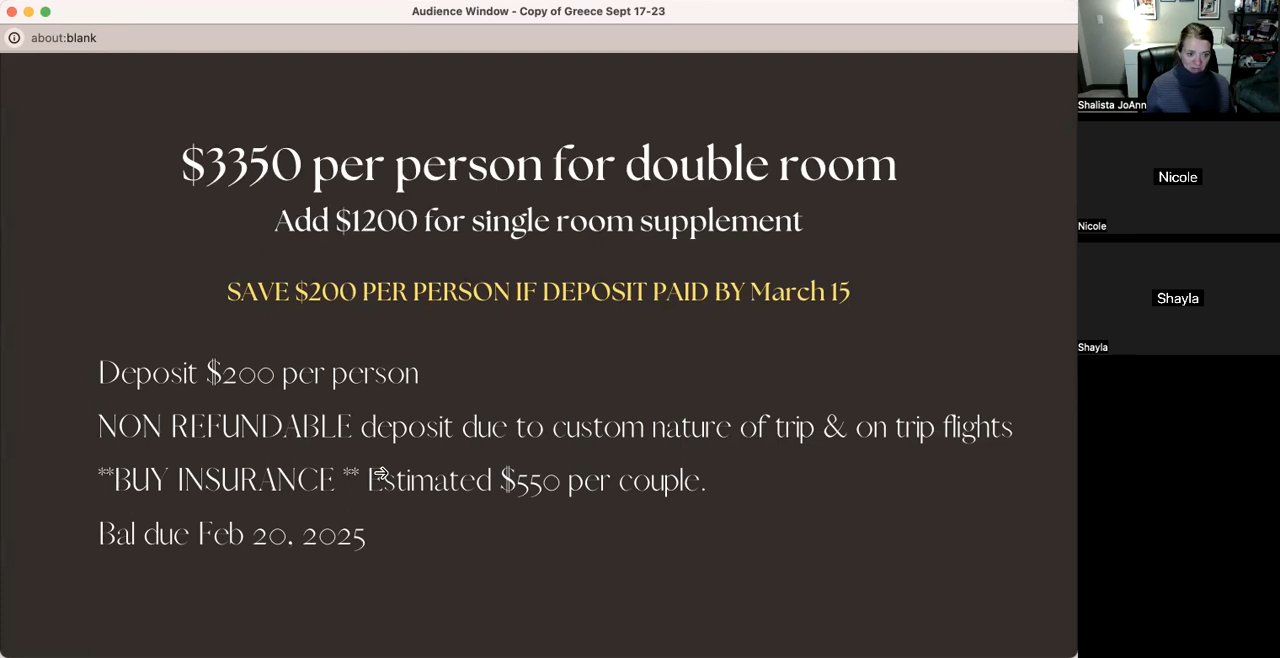 Audience Window - Copy of Greece Sept 17-23
about:blank
$3350 per person for double room
Add $1200 for single room supplement
SAVE $200 PER PERSON IF DEPOSIT PAID BY March 15
Deposit $200 per person
NON REFUNDABLE deposit due to custom nature of trip & on trip flights
**BUY INSURANCE ** Estimated $550 per couple.
Bal due Feb 20, 2025
Shalista JoAnn
Nicole
Nicole
Shayla
Shayla